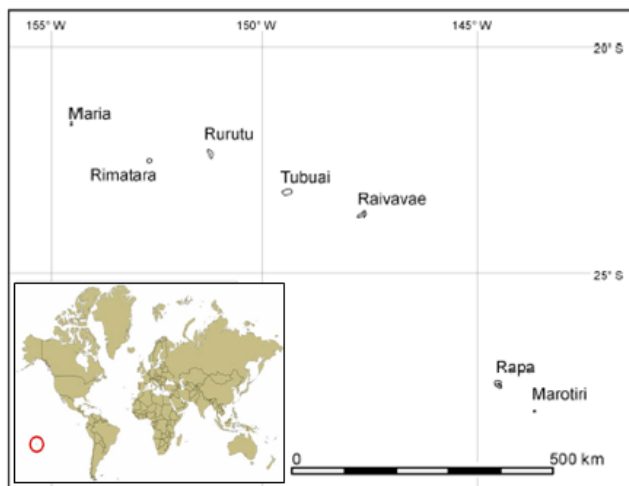 155° W 150° W 145° W
20° S
Maria
Rurutu
Rimatara
Tubuai
Raivavae
25° S
Rapa
Marotiri
0 500 km